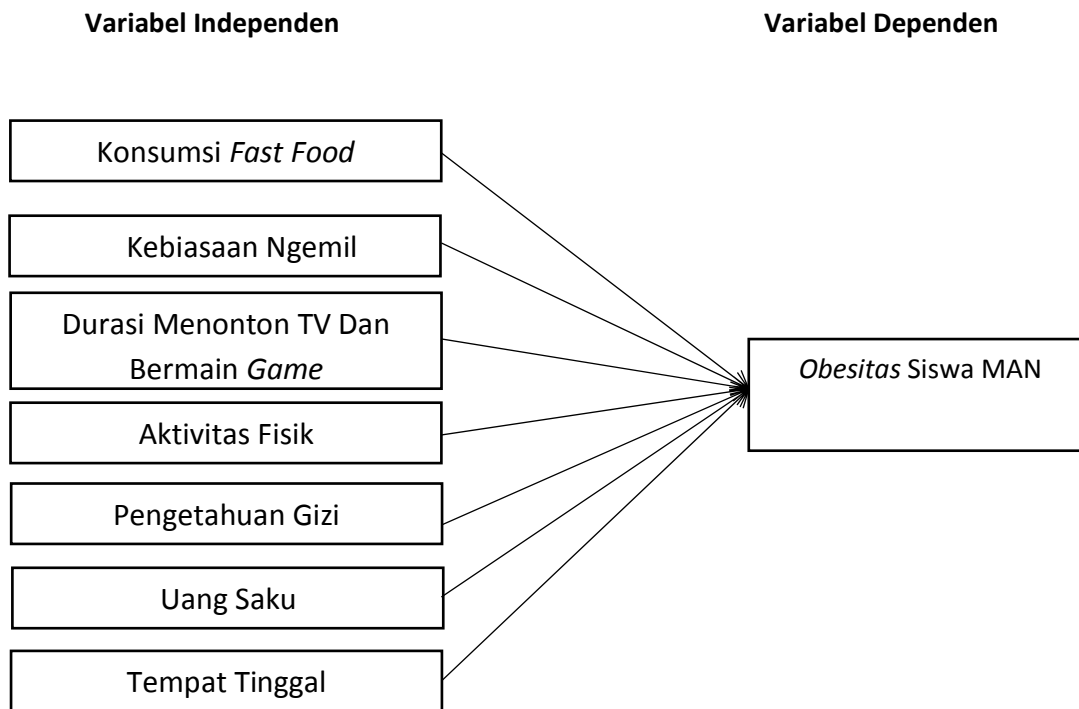 Variabel Independen
Variabel Dependen
Konsumsi Fast Food
Kebiasaan Ngemil
Durasi Menonton TV Dan
Bermain Game
Aktivitas Fisik
Pengetahuan Gizi
Uang Saku
Tempat Tinggal
Obesitas Siswa MAN